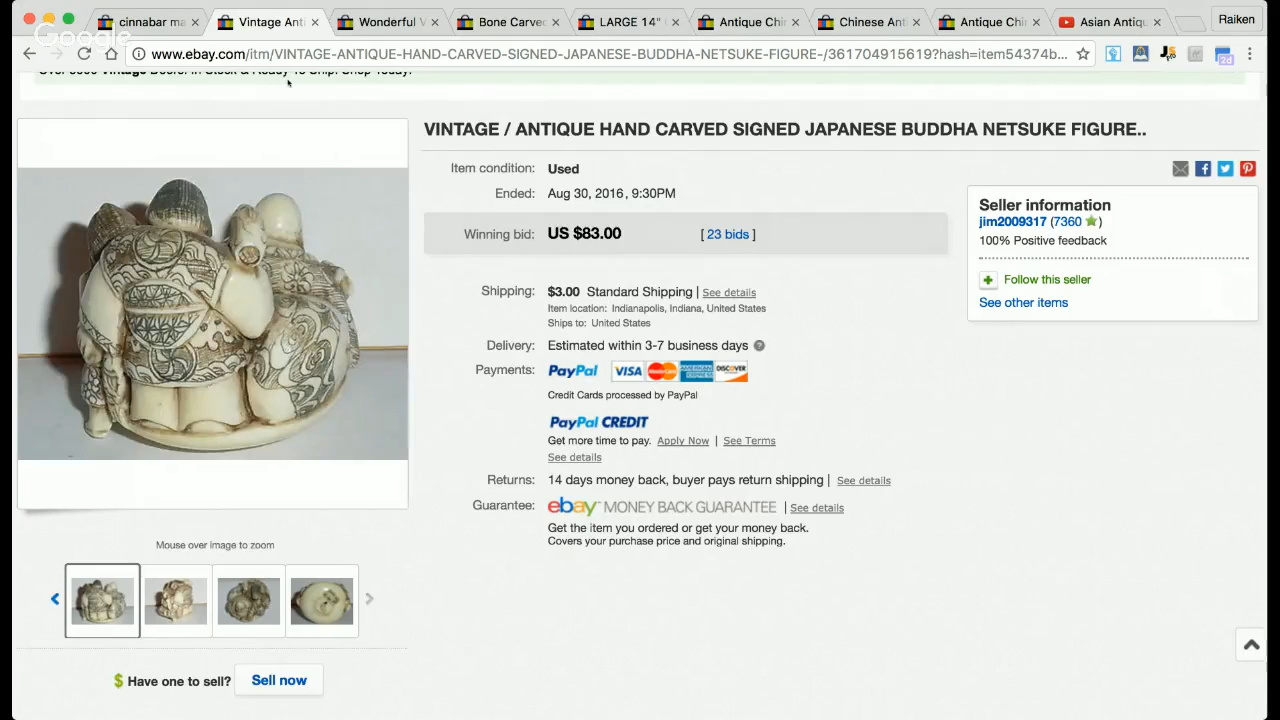 cinnabar ma
Vintage Ant
Wonderful V
Bone Carve
LARGE 14"
Antique Chi
Chinese Ant
Antique Chi
Asian Antiqu
Raiken
Google
www.ebay.com/itm/VINTAGE-ANTIQUE-HAND-CARVED-SIGNED-JAPANESE-BUDDHA-NETSUKE-FIGURE-/361704915619?hash=item54374b...
2d
VINTAGE / ANTIQUE HAND CARVED SIGNED JAPANESE BUDDHA NETSUKE FIGURE..
Item condition: Used
Ended: Aug 30, 2016 , 9:30PM
Winning bid: US $83.00 [ 23 bids ]
Shipping: $3.00 Standard Shipping | See details
Item location: Indianapolis, Indiana, United States
Ships to: United States
Delivery: Estimated within 3-7 business days
Payments: PayPal VISA MasterCard AMERICAN EXPRESS DISCOVER
Credit Cards processed by PayPal
PayPal CREDIT
Get more time to pay. Apply Now | See Terms
See details
Returns: 14 days money back, buyer pays return shipping | See details
Guarantee: ebay MONEY BACK GUARANTEE | See details
Get the item you ordered or get your money back.
Covers your purchase price and original shipping.
Seller information
jim2009317 (7360 )
100% Positive feedback
Follow this seller
See other items
Mouse over image to zoom
$ Have one to sell? Sell now